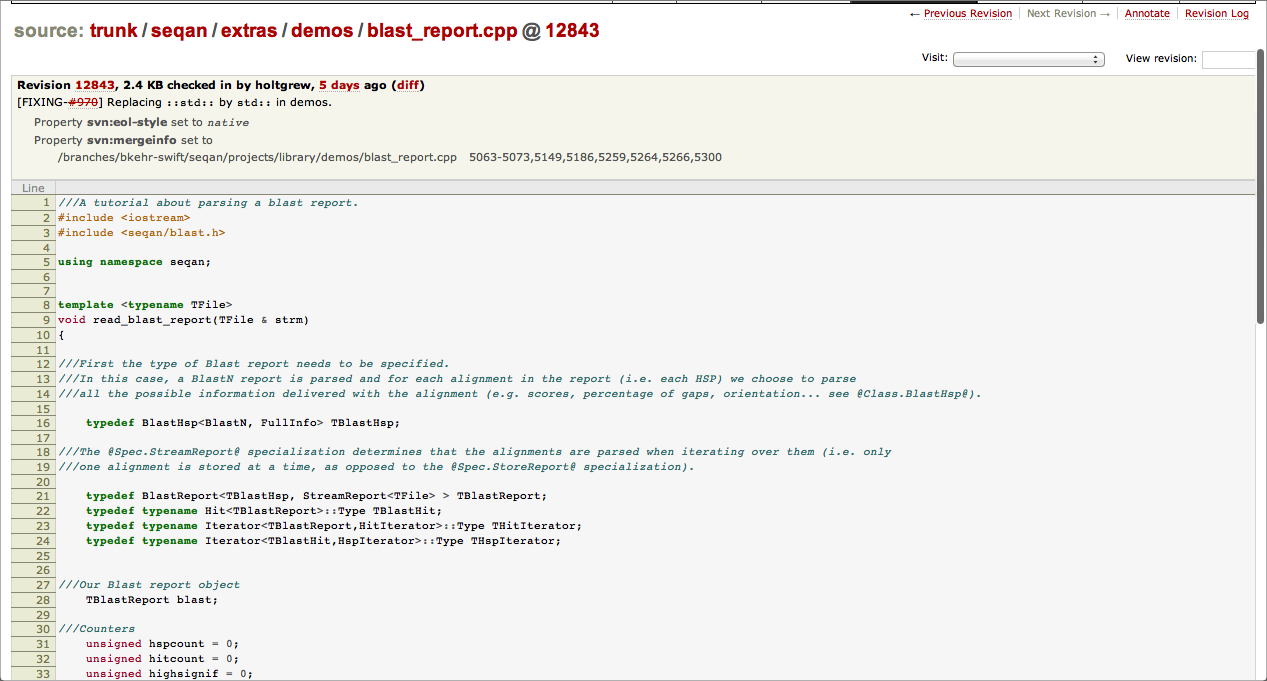 ← Previous Revision Next Revision → Annotate Revision Log
source: trunk / seqan / extras / demos / blast_report.cpp @ 12843
Visit: View revision:
Revision 12843, 2.4 KB checked in by holtgrew, 5 days ago (diff)
[FIXING-#970] Replacing ::std:: by std:: in demos.
Property svn:eol-style set to native
Property svn:mergeinfo set to
/branches/bkehr-swift/seqan/projects/library/demos/blast_report.cpp 5063-5073,5149,5186,5259,5264,5266,5300
Line
1 ///A tutorial about parsing a blast report.
2 #include <iostream>
3 #include <seqan/blast.h>
4
5 using namespace seqan;
6
7
8 template <typename TFile>
9 void read_blast_report(TFile & strm)
10 {
11
12 ///First the type of Blast report needs to be specified.
13 ///In this case, a BlastN report is parsed and for each alignment in the report (i.e. each HSP) we choose to parse
14 ///all the possible information delivered with the alignment (e.g. scores, percentage of gaps, orientation... see @Class.BlastHsp@).
15
16 typedef BlastHsp<BlastN, FullInfo> TBlastHsp;
17
18 ///The @Spec.StreamReport@ specialization determines that the alignments are parsed when iterating over them (i.e. only
19 ///one alignment is stored at a time, as opposed to the @Spec.StoreReport@ specialization).
20
21 typedef BlastReport<TBlastHsp, StreamReport<TFile> > TBlastReport;
22 typedef typename Hit<TBlastReport>::Type TBlastHit;
23 typedef typename Iterator<TBlastReport,HitIterator>::Type THitIterator;
24 typedef typename Iterator<TBlastHit,HspIterator>::Type THspIterator;
25
26
27 ///Our Blast report object
28 TBlastReport blast;
29
30 ///Counters
31 unsigned hspcount = 0;
32 unsigned hitcount = 0;
33 unsigned highsignif = 0;